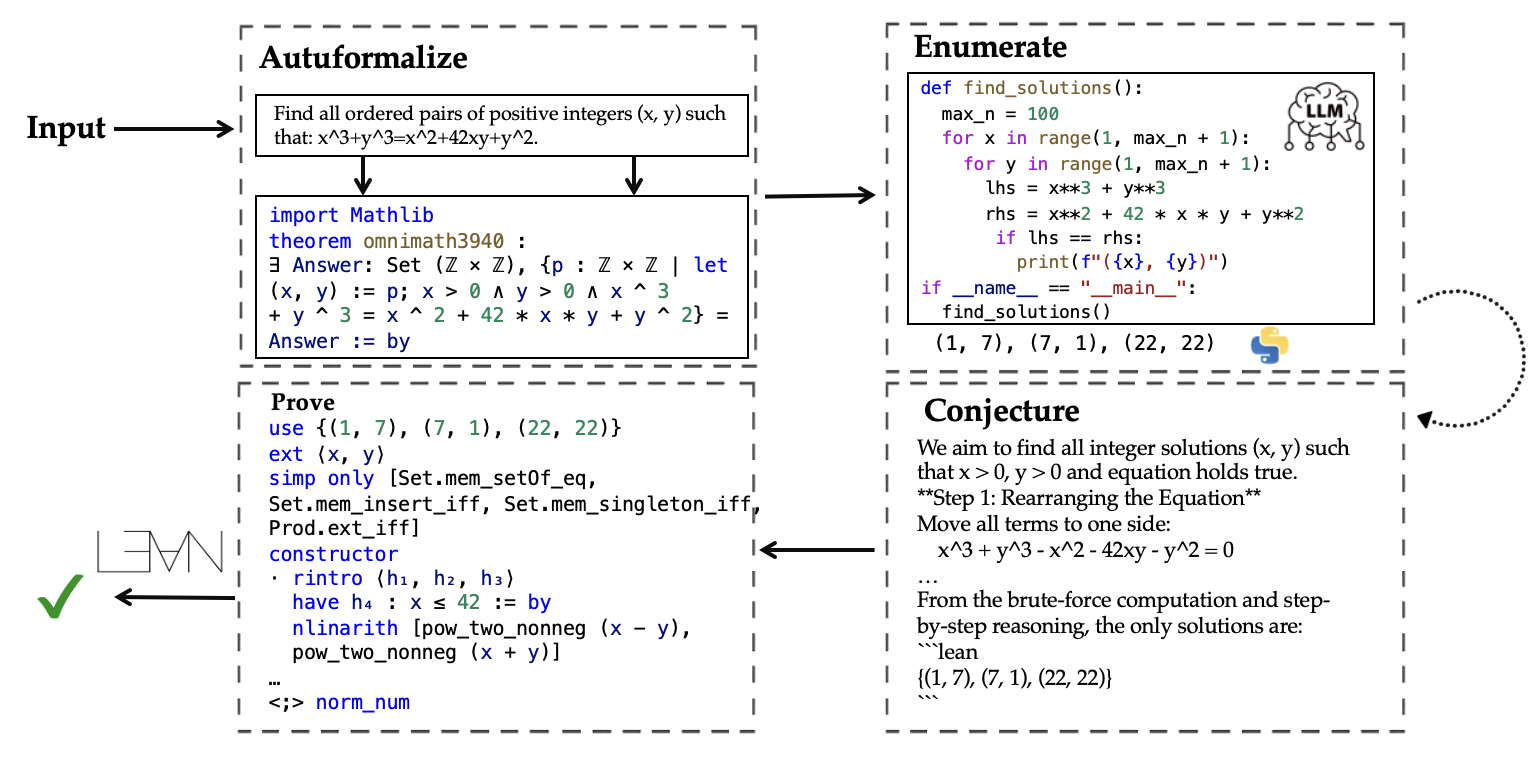 Input
Autuformalize
Find all ordered pairs of positive integers (x, y) such
that: x^3+y^3=x^2+42xy+y^2.
import Mathlib
theorem omnimath3940 :
∃ Answer: Set (ℤ × ℤ), {p : ℤ × ℤ | let
(x, y) := p; x > 0 ∧ y > 0 ∧ x ^ 3
+ y ^ 3 = x ^ 2 + 42 * x * y + y ^ 2} =
Answer := by
Enumerate
def find_solutions():
max_n = 100
for x in range(1, max_n + 1):
for y in range(1, max_n + 1):
lhs = x**3 + y**3
rhs = x**2 + 42 * x * y + y**2
if lhs == rhs:
print(f"({x}, {y})")
if __name__ == "__main__":
find_solutions()
LLM
(1, 7), (7, 1), (22, 22)
Conjecture
We aim to find all integer solutions (x, y) such
that x > 0, y > 0 and equation holds true.
**Step 1: Rearranging the Equation**
Move all terms to one side:
x^3 + y^3 - x^2 - 42xy - y^2 = 0
…
From the brute-force computation and step-
by-step reasoning, the only solutions are:
```lean
{(1, 7), (7, 1), (22, 22)}
```
Prove
use {(1, 7), (7, 1), (22, 22)}
ext ⟨x, y⟩
simp only [Set.mem_setOf_eq,
Set.mem_insert_iff, Set.mem_singleton_iff,
Prod.ext_iff]
constructor
· rintro ⟨h₁, h₂, h₃⟩
have h₄ : x ≤ 42 := by
nlinarith [pow_two_nonneg (x - y),
pow_two_nonneg (x + y)]
…
<;> norm_num
L∃∀N